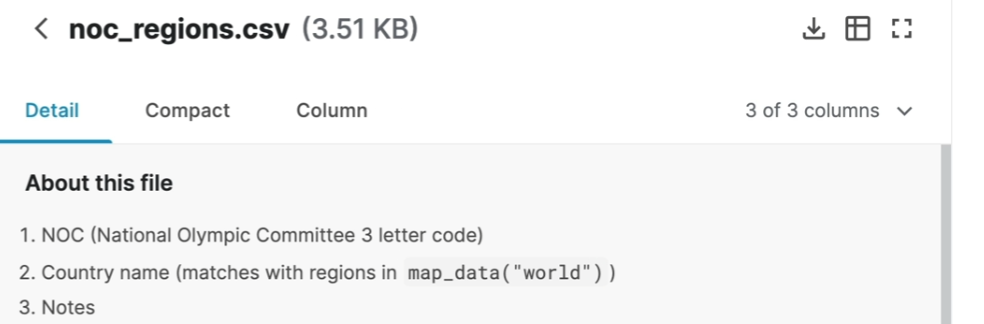 noc_regions.csv (3.51 KB)
Detail Compact Column 3 of 3 columns
About this file
1. NOC (National Olympic Committee 3 letter code)
2. Country name (matches with regions in map_data("world"))
3. Notes